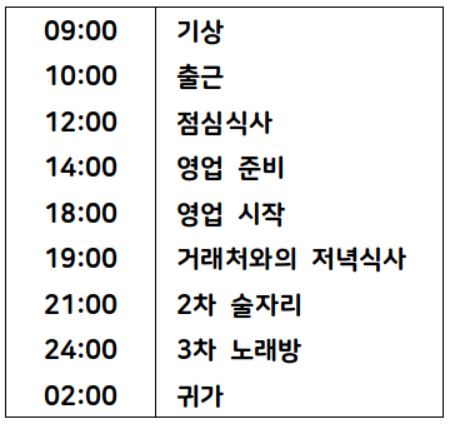 09:00 기상
10:00 출근
12:00 점심식사
14:00 영업 준비
18:00 영업 시작
19:00 거래처와의 저녁식사
21:00 2차 술자리
24:00 3차 노래방
02:00 귀가